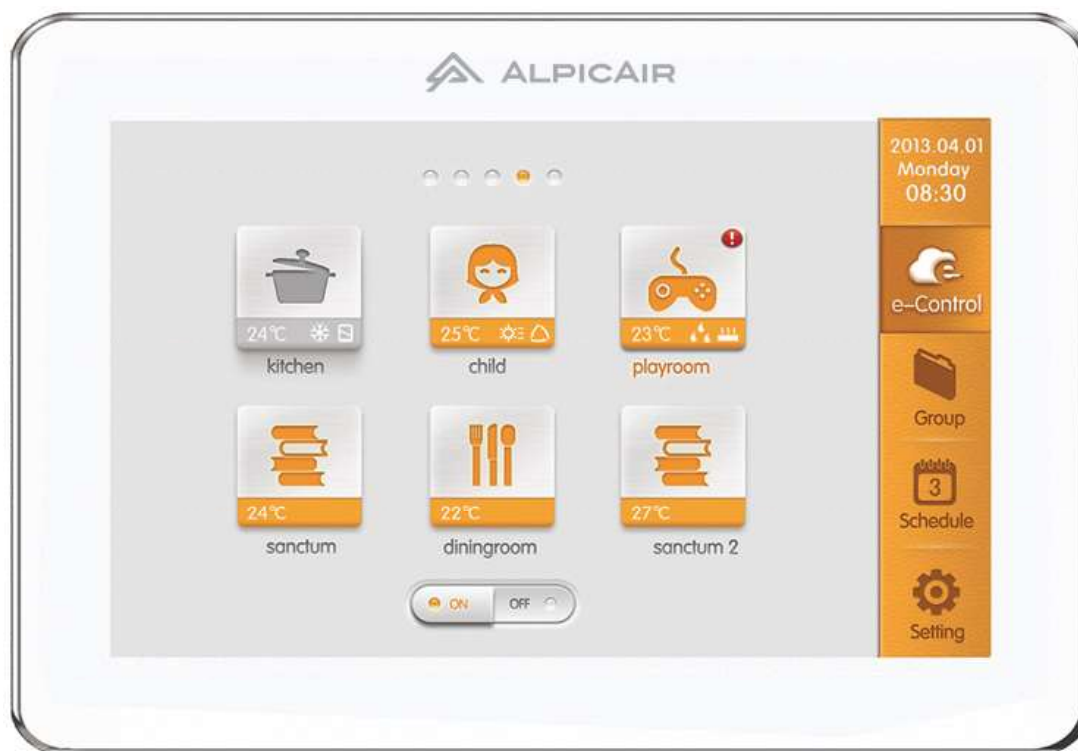 ALPICAIR
2013.04.01
Monday
08:30
e-Control
Group
3
Schedule
Setting
24℃
kitchen
25℃
child
23℃
playroom
24℃
sanctum
22℃
diningroom
27℃
sanctum 2
ON
OFF